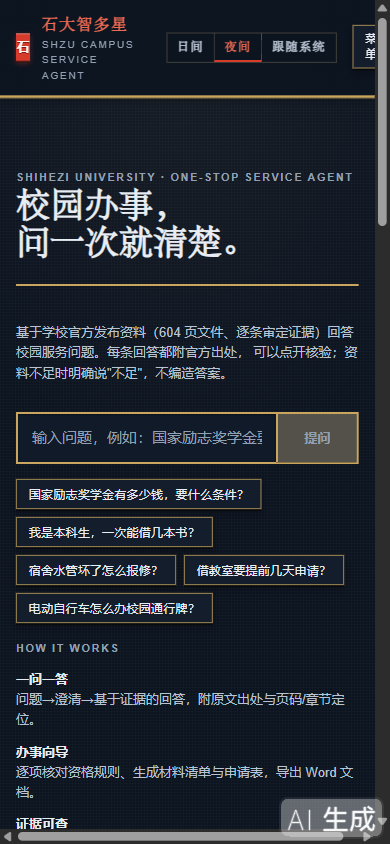 石
石大智多星
SHZU CAMPUS
SERVICE
AGENT
日间
夜间
跟随系统
菜
单
SHIHEZI UNIVERSITY · ONE-STOP SERVICE AGENT
校园办事，
问一次就清楚。
基于学校官方发布资料（604 页文件、逐条审定证据）回答
校园服务问题。每条回答都附官方出处， 可以点开核验；资
料不足时明确说"不足"，不编造答案。
输入问题，例如：国家励志奖学金要
提问
国家励志奖学金有多少钱，要什么条件？
我是本科生，一次能借几本书？
宿舍水管坏了怎么报修？
借教室要提前几天申请？
电动自行车怎么办校园通行牌？
HOW IT WORKS
一问一答
问题→澄清→基于证据的回答，附原文出处与页码/章节定
位。
办事向导
逐项核对资格规则、生成材料清单与申请表，导出 Word 文
档。
证据可查
AI 生成